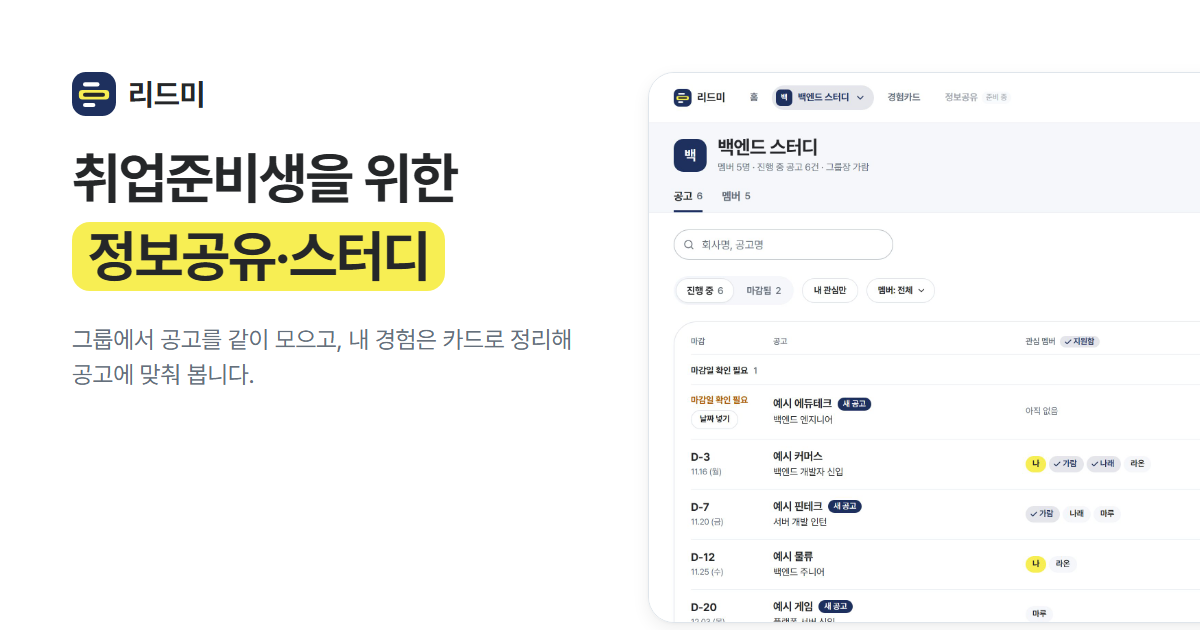 리드미
취업준비생을 위한
정보공유·스터디
그룹에서 공고를 같이 모으고, 내 경험은 카드로 정리해
공고에 맞춰 봅니다.
리드미 홈 백 백엔드 스터디 경험카드 정보공유 준비 중
백 백엔드 스터디
멤버 5명 · 진행 중 공고 6건 · 그룹장 가람
공고 6 멤버 5
회사명, 공고명
진행 중 6 마감됨 2 내 관심만 멤버: 전체
마감 공고 관심 멤버 ✓ 지원함
마감일 확인 필요 1
마감일 확인 필요 예시 에듀테크 새 공고 아직 없음
날짜 넣기 백엔드 엔지니어
D-3 예시 커머스 나 ✓ 가람 ✓ 나래 라온
11.16 (월) 백엔드 개발자 신입
D-7 예시 핀테크 새 공고 ✓ 가람 나래 마루
11.20 (금) 서버 개발 인턴
D-12 예시 물류 나 라온
11.25 (수) 백엔드 주니어
D-20 예시 게임 새 공고 마루